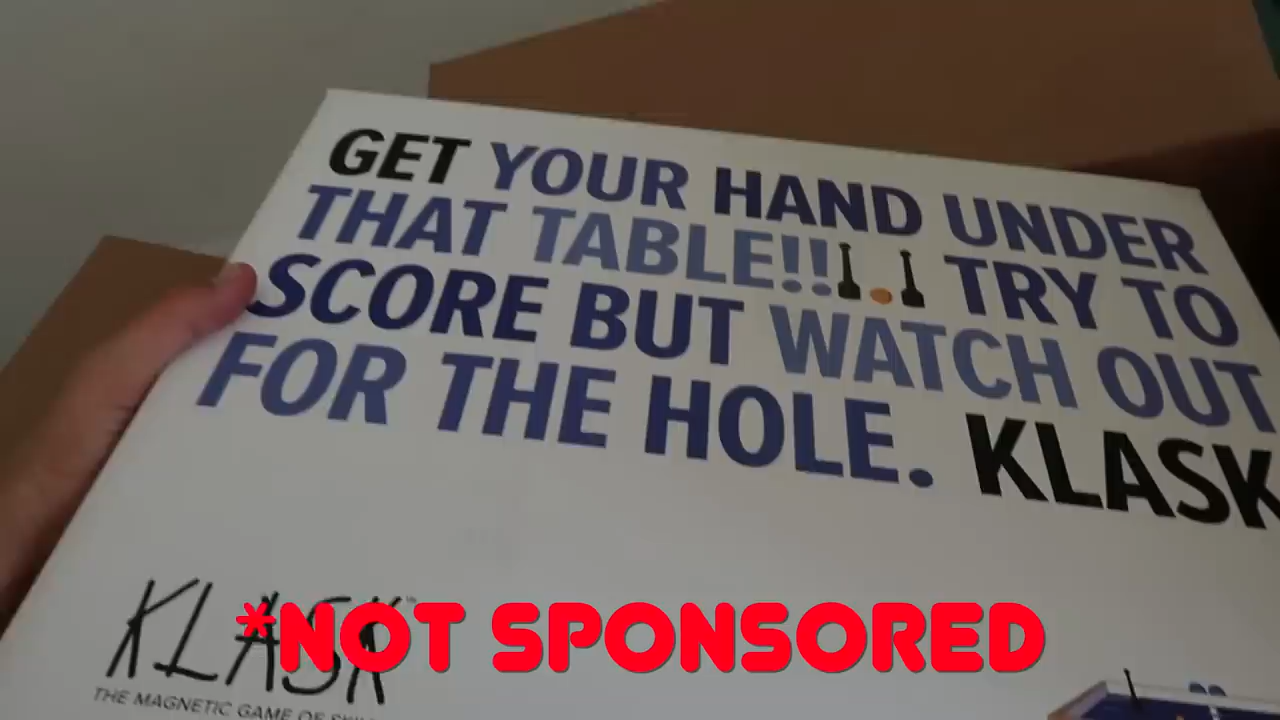 GET YOUR HAND UNDER
THAT TABLE!! TRY TO
SCORE BUT WATCH OUT
FOR THE HOLE. KLASK
KLASK™
*NOT SPONSORED
THE MAGNETIC GAME OF